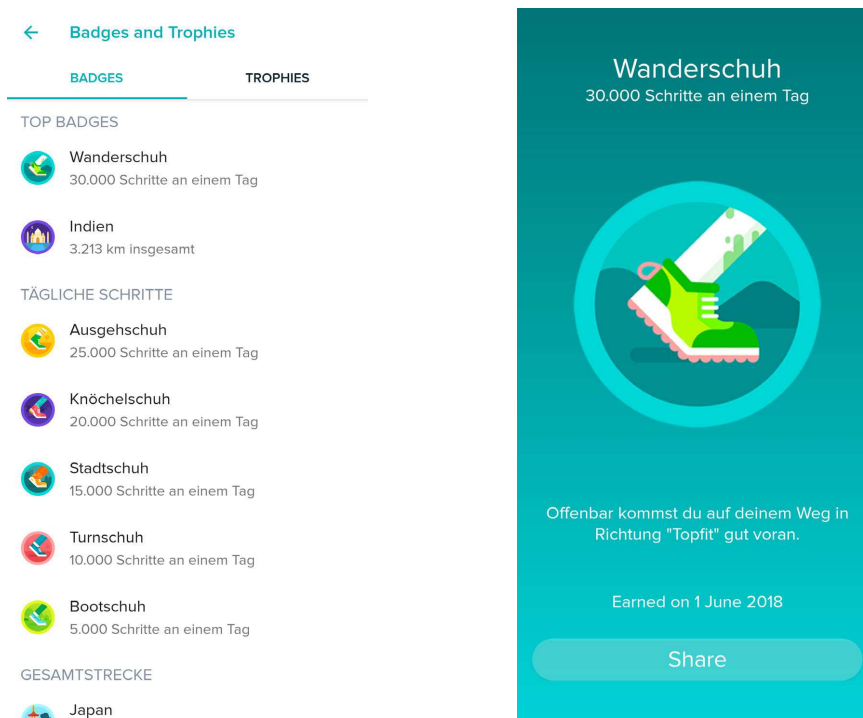 Badges and Trophies
BADGES
TROPHIES
TOP BADGES
Wanderschuh
30.000 Schritte an einem Tag
Indien
3.213 km insgesamt
TÄGLICHE SCHRITTE
Ausgehschuh
25.000 Schritte an einem Tag
Knöchelschuh
20.000 Schritte an einem Tag
Stadtschuh
15.000 Schritte an einem Tag
Turnschuh
10.000 Schritte an einem Tag
Bootschuh
5.000 Schritte an einem Tag
GESAMTSTRECKE
Japan
Wanderschuh
30.000 Schritte an einem Tag
Offenbar kommst du auf deinem Weg in
Richtung "Topfit" gut voran.
Earned on 1 June 2018
Share